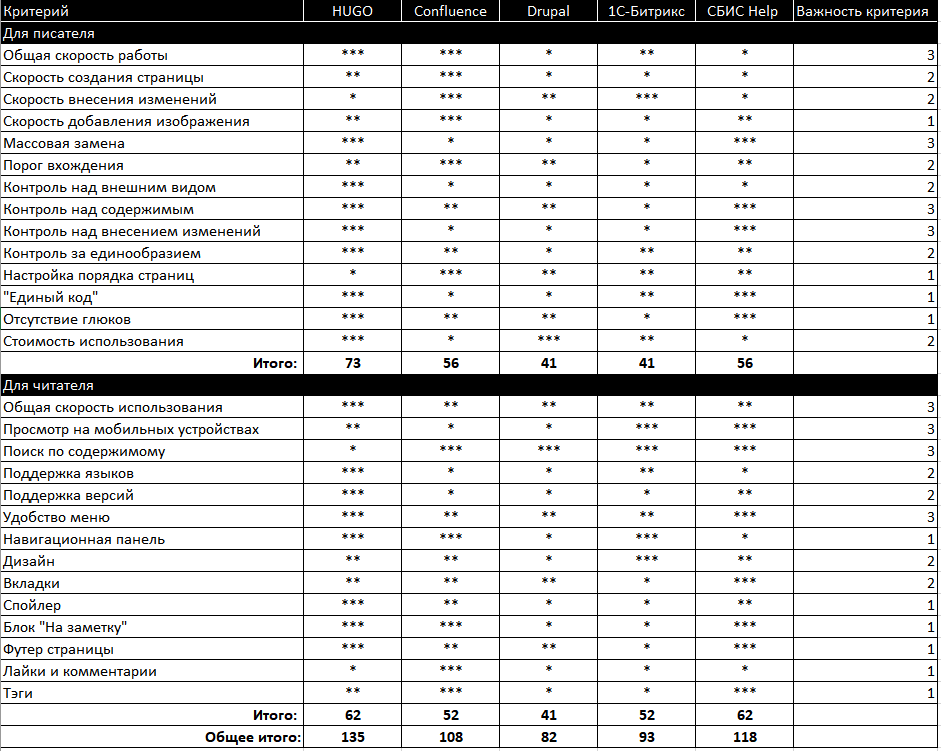 Критерий HUGO Confluence Drupal 1С-Битрикс СБИС Help Важность критерия
Для писателя
Общая скорость работы *** *** * ** * 3
Скорость создания страницы ** *** * * * 2
Скорость внесения изменений * *** ** *** * 2
Скорость добавления изображения ** *** * * ** 1
Массовая замена *** * * * *** 3
Порог вхождения ** *** ** * ** 2
Контроль над внешним видом *** * * * * 2
Контроль над содержимым *** ** ** * *** 3
Контроль над внесением изменений *** * * * *** 3
Контроль за единообразием *** ** * ** ** 2
Настройка порядка страниц * *** ** ** ** 1
"Единый код" *** * * ** *** 1
Отсутствие глюков *** ** ** * *** 1
Стоимость использования *** * *** ** * 2
Итого: 73 56 41 41 56
Для читателя
Общая скорость использования *** ** ** ** ** 3
Просмотр на мобильных устройствах ** * * *** *** 3
Поиск по содержимому * *** *** *** *** 3
Поддержка языков *** * * ** * 2
Поддержка версий *** * * * ** 2
Удобство меню *** ** ** ** *** 3
Навигационная панель *** *** * *** * 1
Дизайн ** ** * *** ** 2
Вкладки ** ** ** * *** 2
Спойлер *** ** * * ** 1
Блок "На заметку" *** *** * * *** 1
Футер страницы *** ** ** * *** 1
Лайки и комментарии * *** * * * 1
Тэги ** *** * * *** 1
Итого: 62 52 41 52 62
Общее итого: 135 108 82 93 118